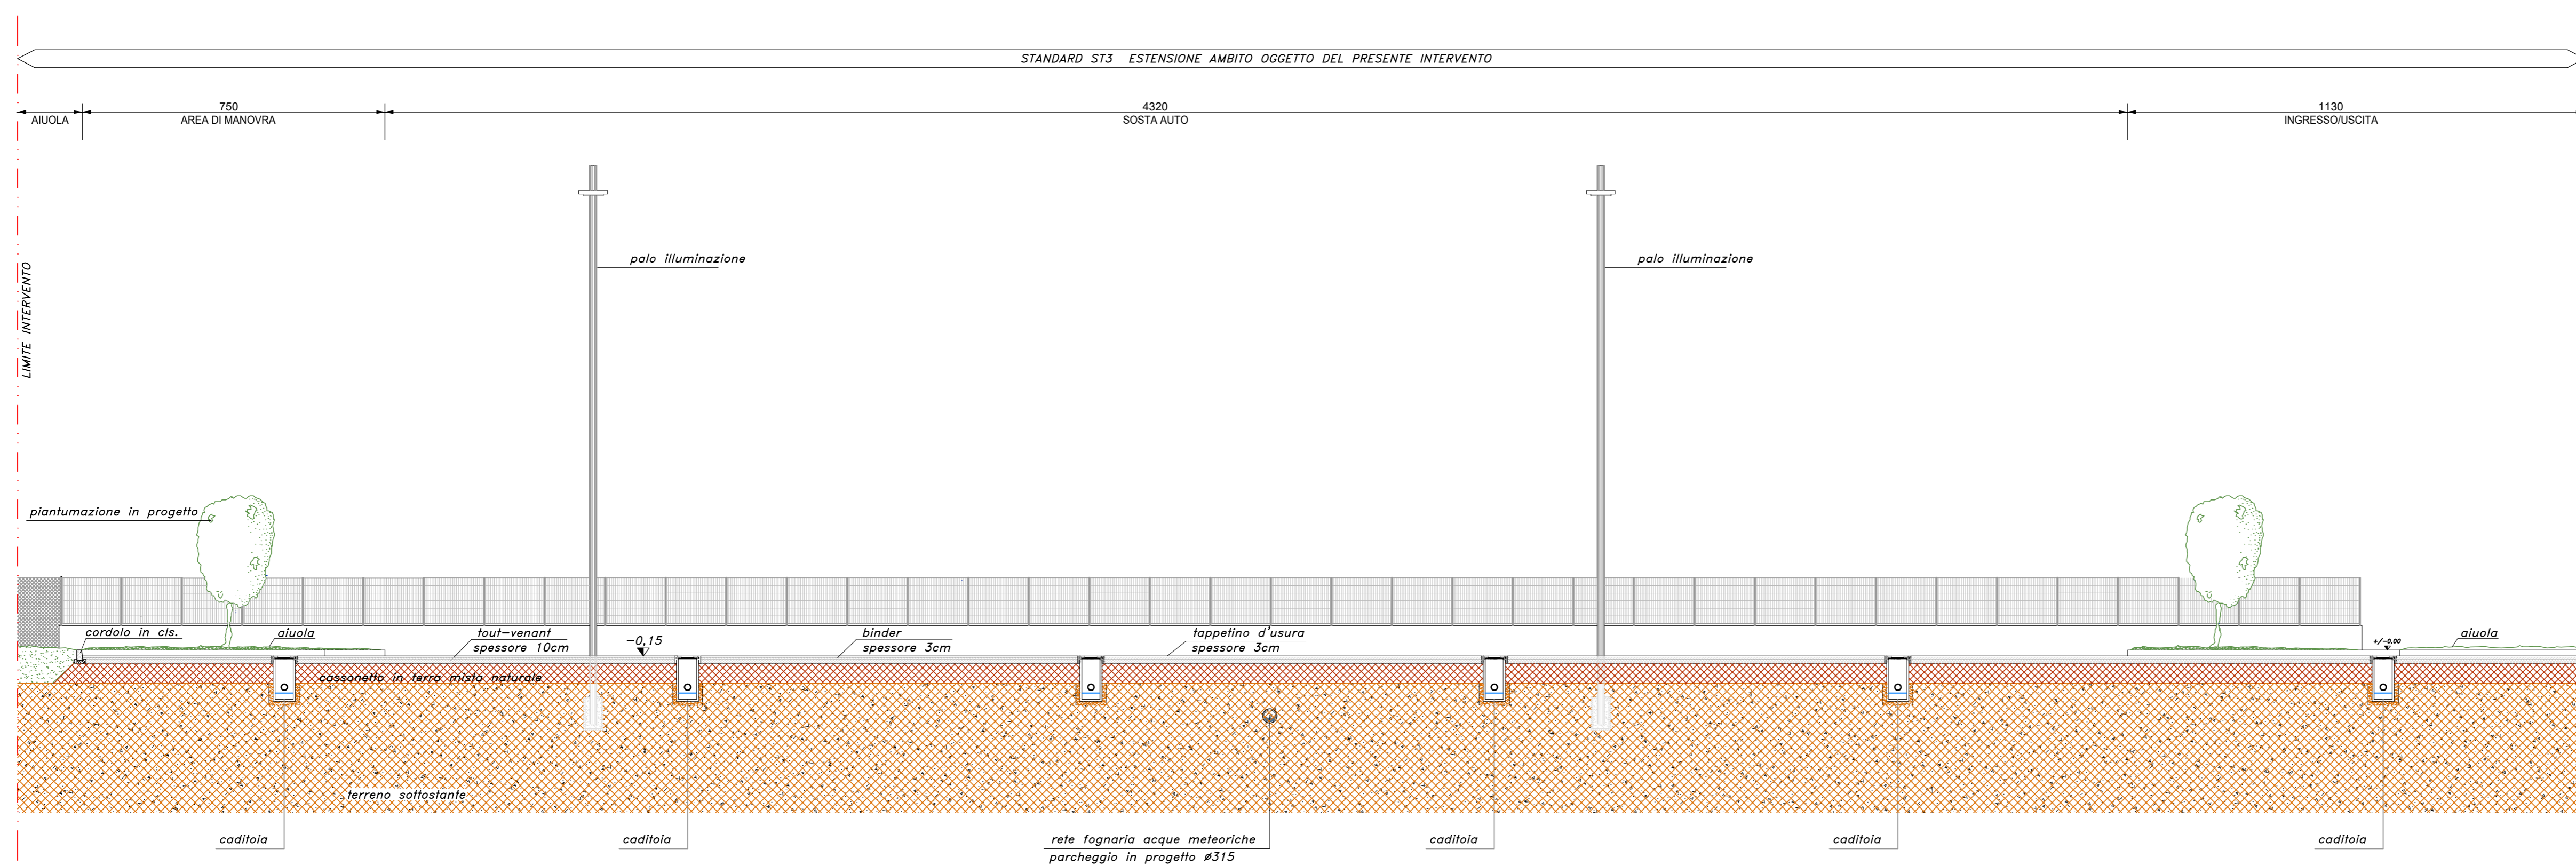 STANDARD ST3 ESTENSIONE AMBITO OGGETTO DEL PRESENTE INTERVENTO
750
4320
1130
AIUOLA
AREA DI MANOVRA
SOSTA AUTO
INGRESSO/USCITA
LIMITE INTERVENTO
palo illuminazione
palo illuminazione
piantumazione in progetto
cordolo in cls.
aiuola
tout-venant
spessore 10cm
-0,15
binder
spessore 3cm
tappetino d'usura
spessore 3cm
+/-0,00
aiuola
cassonetto in terra mista naturale
terreno sottostante
caditoia
caditoia
rete fognaria acque meteoriche
parcheggio in progetto Ø315
caditoia
caditoia
caditoia